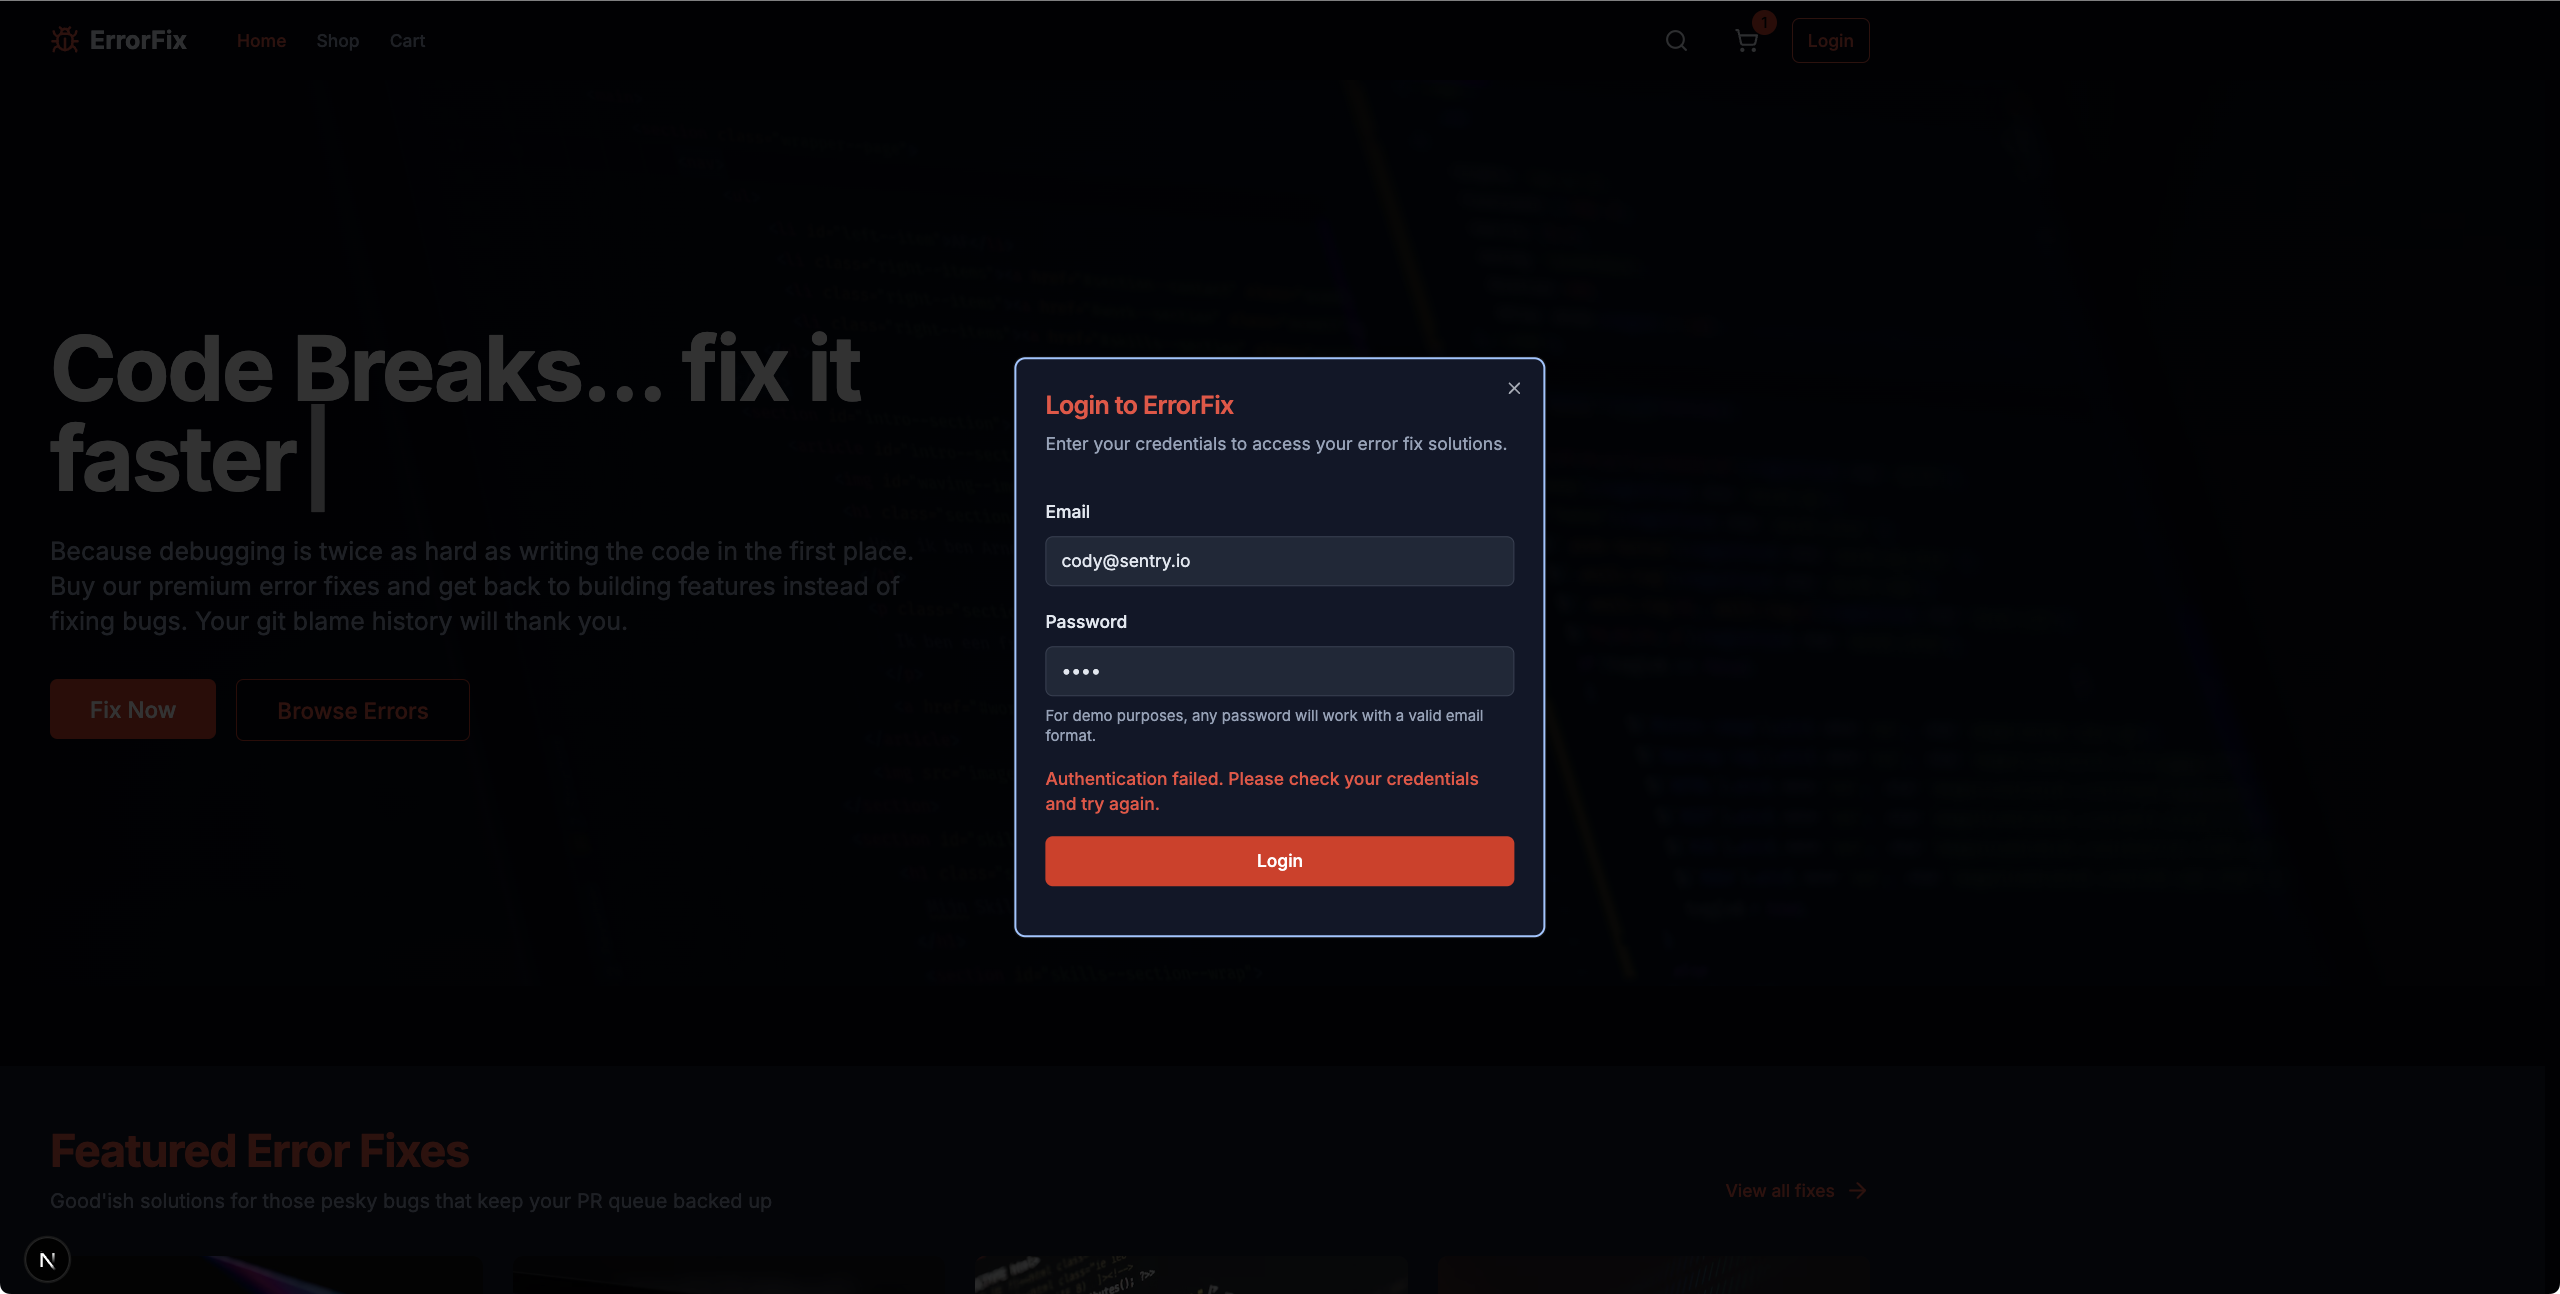 ErrorFix
Home
Shop
Cart
1
Login
Code Breaks... fix it
faster
Because debugging is twice as hard as writing the code in the first place.
Buy our premium error fixes and get back to building features instead of
fixing bugs. Your git blame history will thank you.
Fix Now
Browse Errors
Login to ErrorFix
Enter your credentials to access your error fix solutions.
Email
cody@sentry.io
Password
••••
For demo purposes, any password will work with a valid email
format.
Authentication failed. Please check your credentials
and try again.
Login
Featured Error Fixes
Good'ish solutions for those pesky bugs that keep your PR queue backed up
View all fixes
N